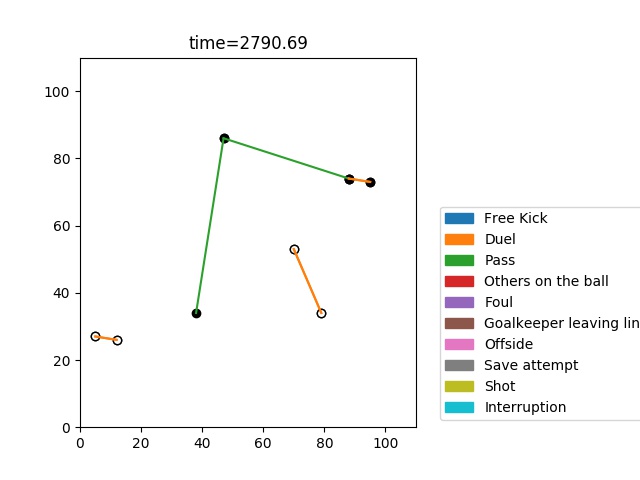 time=2790.69
100
80
60
40
20
0
0 20 40 60 80 100
Free Kick
Duel
Pass
Others on the ball
Foul
Goalkeeper leaving lin
Offside
Save attempt
Shot
Interruption